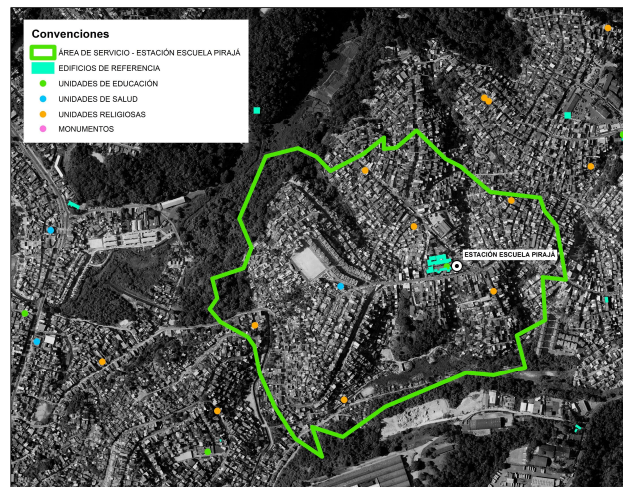 Convenciones
ÁREA DE SERVICIO - ESTACIÓN ESCUELA PIRAJÁ
EDIFICIOS DE REFERENCIA
UNIDADES DE EDUCACIÓN
UNIDADES DE SALUD
UNIDADES RELIGIOSAS
MONUMENTOS
ESTACIÓN ESCUELA PIRAJÁ